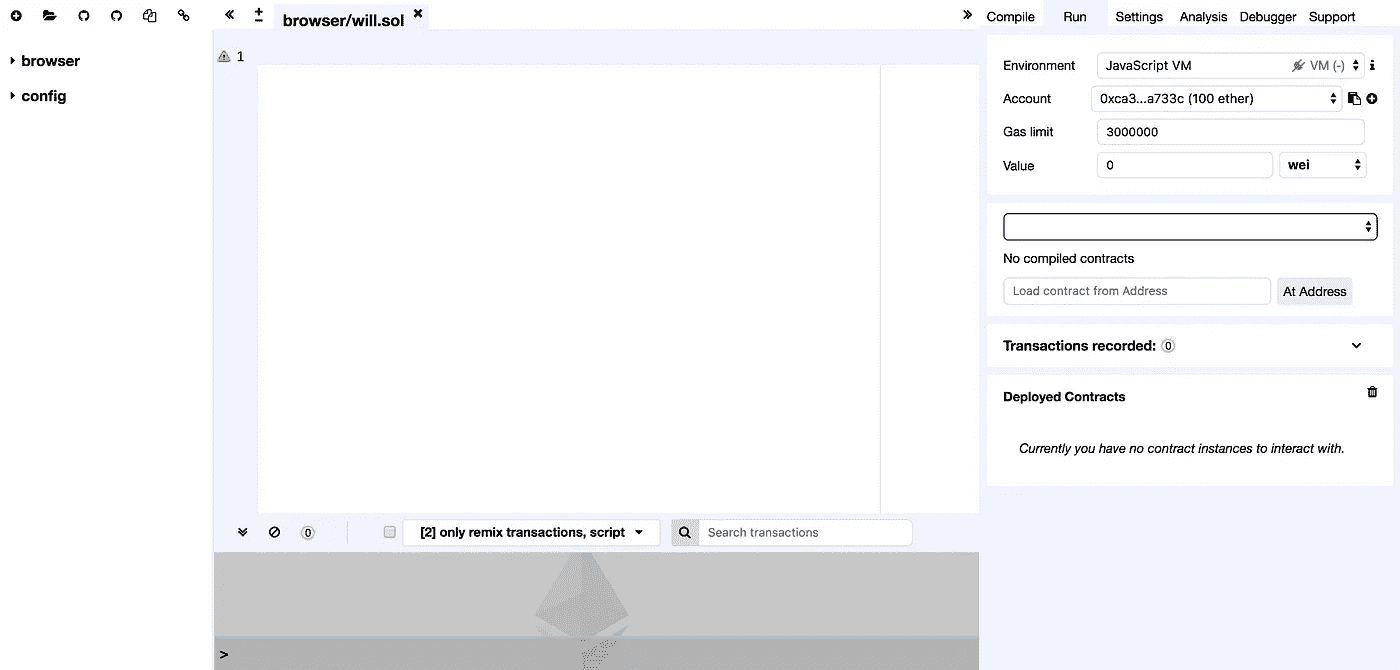 browser/will.sol
Compile Run Settings Analysis Debugger Support
browser
config
1
Environment JavaScript VM VM (-)
Account 0xca3...a733c (100 ether)
Gas limit 3000000
Value 0 wei
No compiled contracts
Load contract from Address At Address
Transactions recorded: 0
Deployed Contracts
Currently you have no contract instances to interact with.
0 [2] only remix transactions, script Search transactions
>